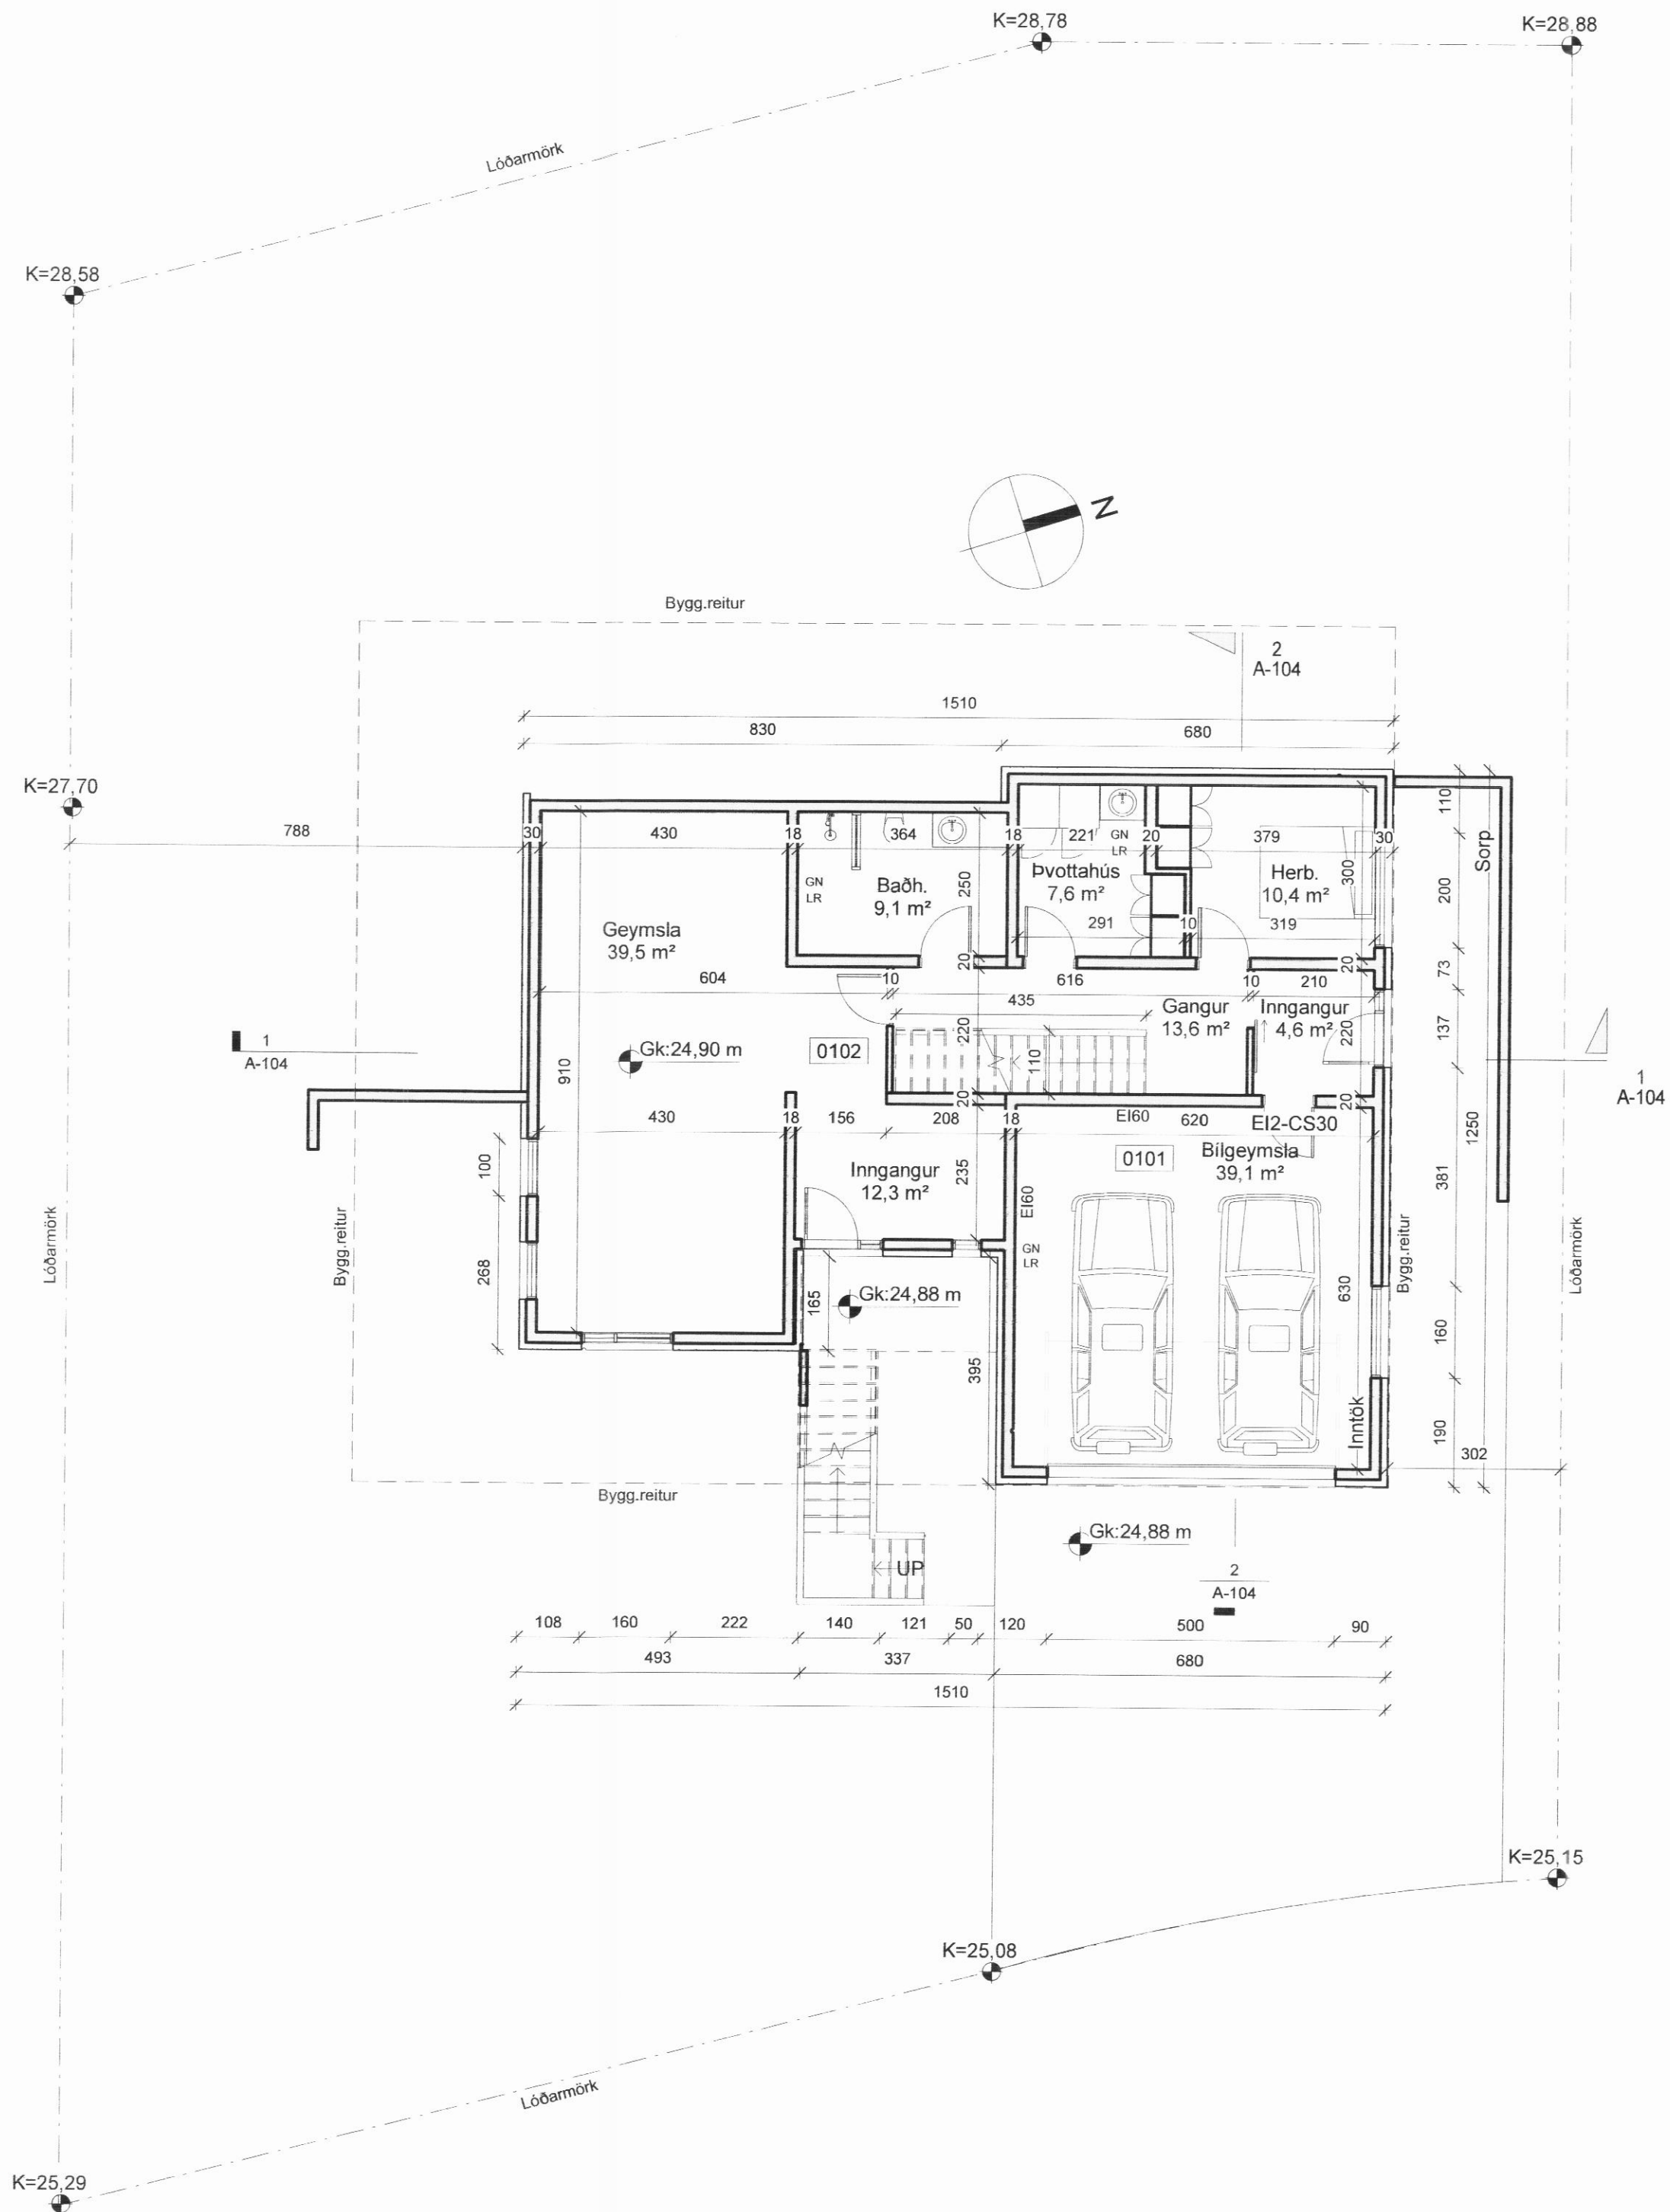 K=28,78
K=28,88
Lóðarmörk
K=28,58
N
Bygg.reitur
2
A-104
1510
830
680
K=27,70
788
30
430
18
364
18
221
20
379
30
110
Sorp
GN
LR
GN
LR
Baðh.
9,1 m²
250
Þvottahús
7,6 m²
Herb.
10,4 m²
300
200
Geymsla
39,5 m²
291
10
319
604
10
20
616
10
210
20
73
435
Gangur
13,6 m²
Inngangur
4,6 m²
220
220
137
1
A-104
Gk:24,90 m
0102
110
910
1
A-104
430
18
156
208
20
18
EI60
620
20
EI2-CS30
1250
100
Inngangur
12,3 m²
235
0101
Bílgeymsla
39,1 m²
381
EI60
Lóðarmörk
Bygg.reitur
268
GN
LR
630
Bygg.reitur
Lóðarmörk
165
Gk:24,88 m
160
395
Inntök
190
302
Bygg.reitur
Gk:24,88 m
UP
2
A-104
108
160
222
140
121
50
120
500
90
493
337
680
1510
K=25,15
K=25,08
Lóðarmörk
K=25,29